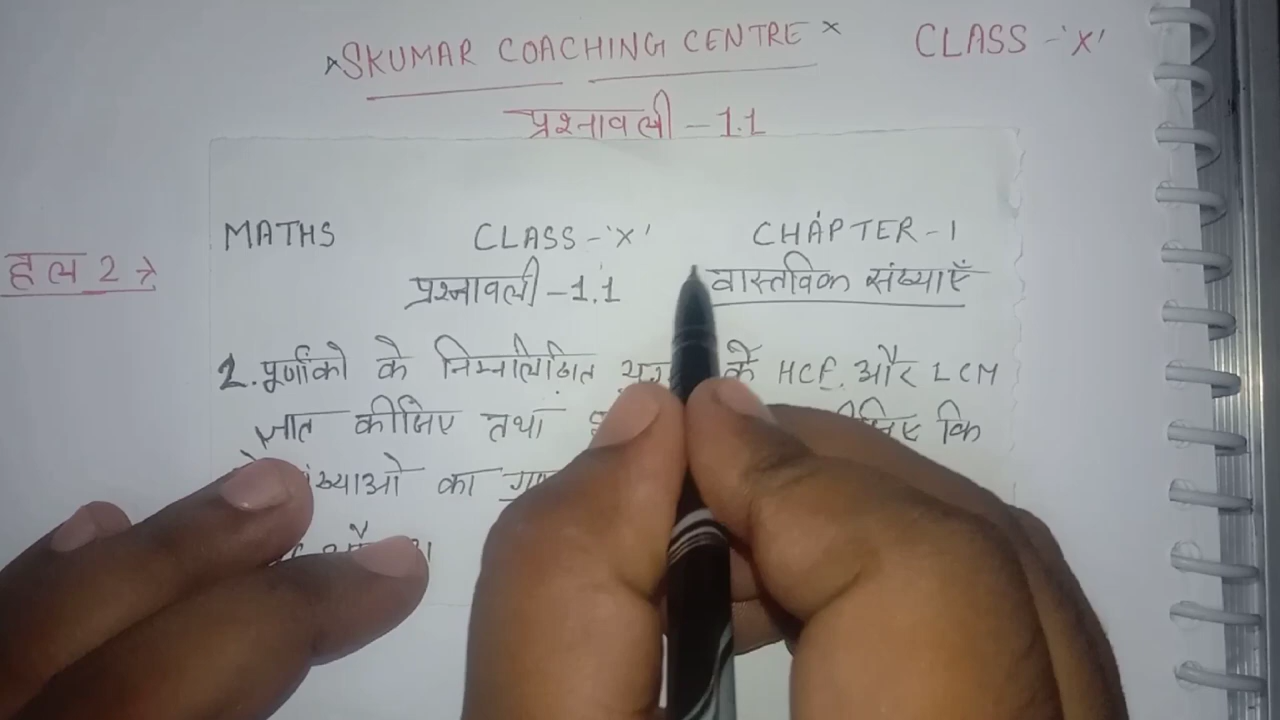 ×SKUMAR COACHING CENTRE× CLASS-'X'
प्रश्नावली-1.1
हल 2→
MATHS CLASS-'X' CHAPTER-1
प्रश्नावली-1.1 वास्तविक संख्याएँ
2. पूर्णांको के निम्नलिखित के HCF और LCM
ज्ञात कीजिए तथा कि
का